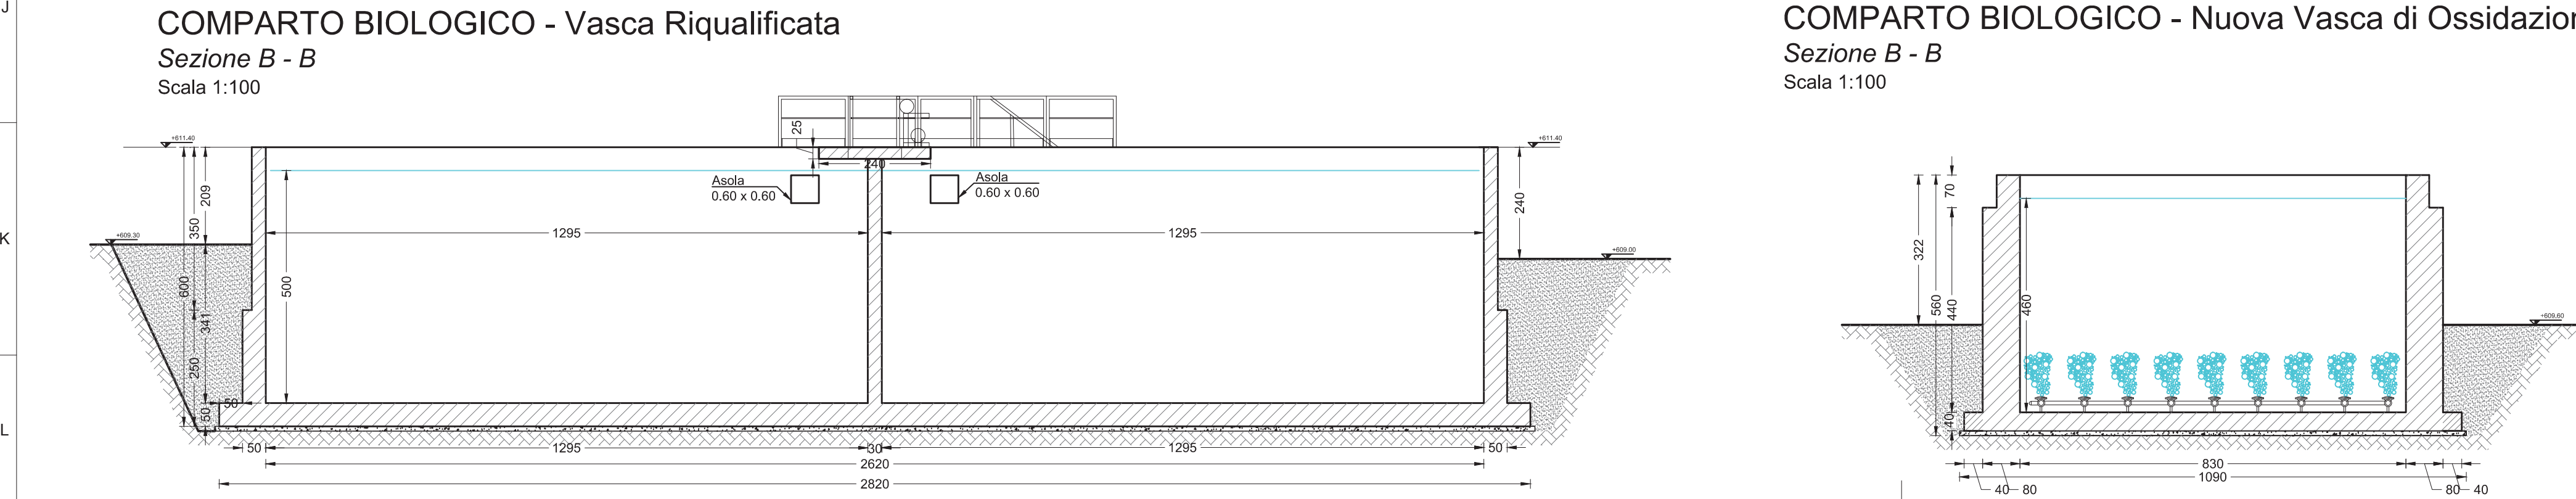 J
K
L
COMPARTO BIOLOGICO - Vasca Riqualificata
Sezione B - B
Scala 1:100
+611.40
25
240
+611.40
209
350
Asola
0.60 x 0.60
Asola
0.60 x 0.60
240
+609.30
1295
1295
+609.00
600
500
341
250
50
50
50
1295
30
1295
50
2620
2820
COMPARTO BIOLOGICO - Nuova Vasca di Ossidazion
Sezione B - B
Scala 1:100
70
322
560
440
460
+609.60
40
830
1090
40
80
80
40